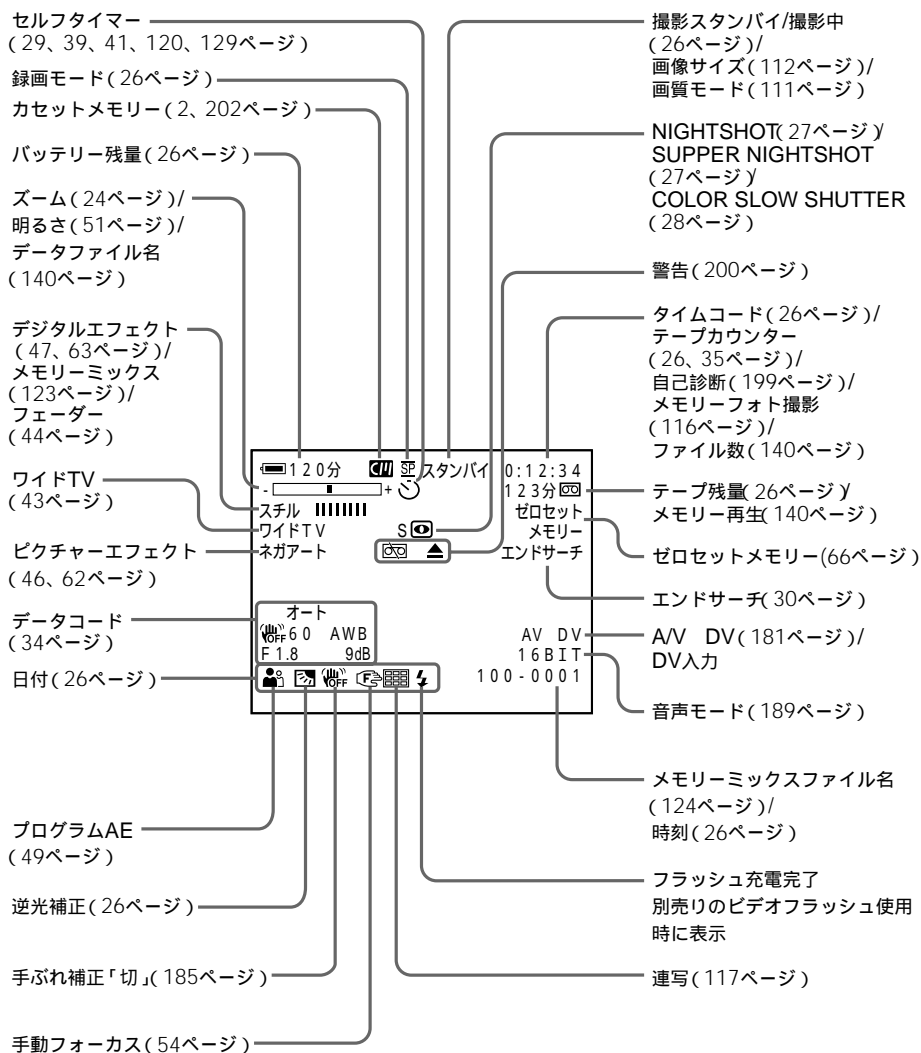 セルフタイマー
(29、39、41、120、129ページ)
録画モード(26ページ)
カセットメモリー(2、202ページ)
バッテリー残量(26ページ)
ズーム(24ページ)/
明るさ(51ページ)/
データファイル名
(140ページ)
デジタルエフェクト
(47、63ページ)/
メモリーミックス
(123ページ)/
フェーダー
(44ページ)
ワイドTV
(43ページ)
ピクチャーエフェクト
(46、62ページ)
データコード
(34ページ)
日付(26ページ)
プログラムAE
(49ページ)
逆光補正(26ページ)
手ぶれ補正「切」(185ページ)
手動フォーカス(54ページ)
120分 SP スタンバイ 0:12:34
- + 123分
スチル ゼロセット
ワイドTV S メモリー
ネガアート エンドサーチ
オート
OFF 60 AWB AV DV
F1.8 9dB 16BIT
OFF F 100-0001
撮影スタンバイ/撮影中
(26ページ)/
画像サイズ(112ページ)/
画質モード(111ページ)
NIGHTSHOT(27ページ)/
SUPPER NIGHTSHOT
(27ページ)/
COLOR SLOW SHUTTER
(28ページ)
警告(200ページ)
タイムコード(26ページ)/
テープカウンター
(26、35ページ)/
自己診断(199ページ)/
メモリーフォト撮影
(116ページ)/
ファイル数(140ページ)
テープ残量(26ページ)/
メモリー再生(140ページ)
ゼロセットメモリー(66ページ)
エンドサーチ(30ページ)
A/V DV(181ページ)/
DV入力
音声モード(189ページ)
メモリーミックスファイル名
(124ページ)/
時刻(26ページ)
フラッシュ充電完了
別売りのビデオフラッシュ使用
時に表示
連写(117ページ)